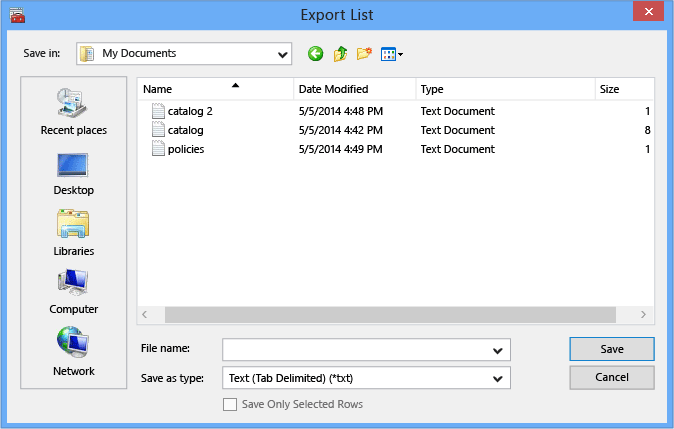 Export List
Save in: My Documents
Name Date Modified Type Size
catalog 2 5/5/2014 4:48 PM Text Document 1
catalog 5/5/2014 4:42 PM Text Document 8
policies 5/5/2014 4:49 PM Text Document 1
Recent places
Desktop
Libraries
Computer
Network
File name: Save
Save as type: Text (Tab Delimited) (*txt) Cancel
Save Only Selected Rows